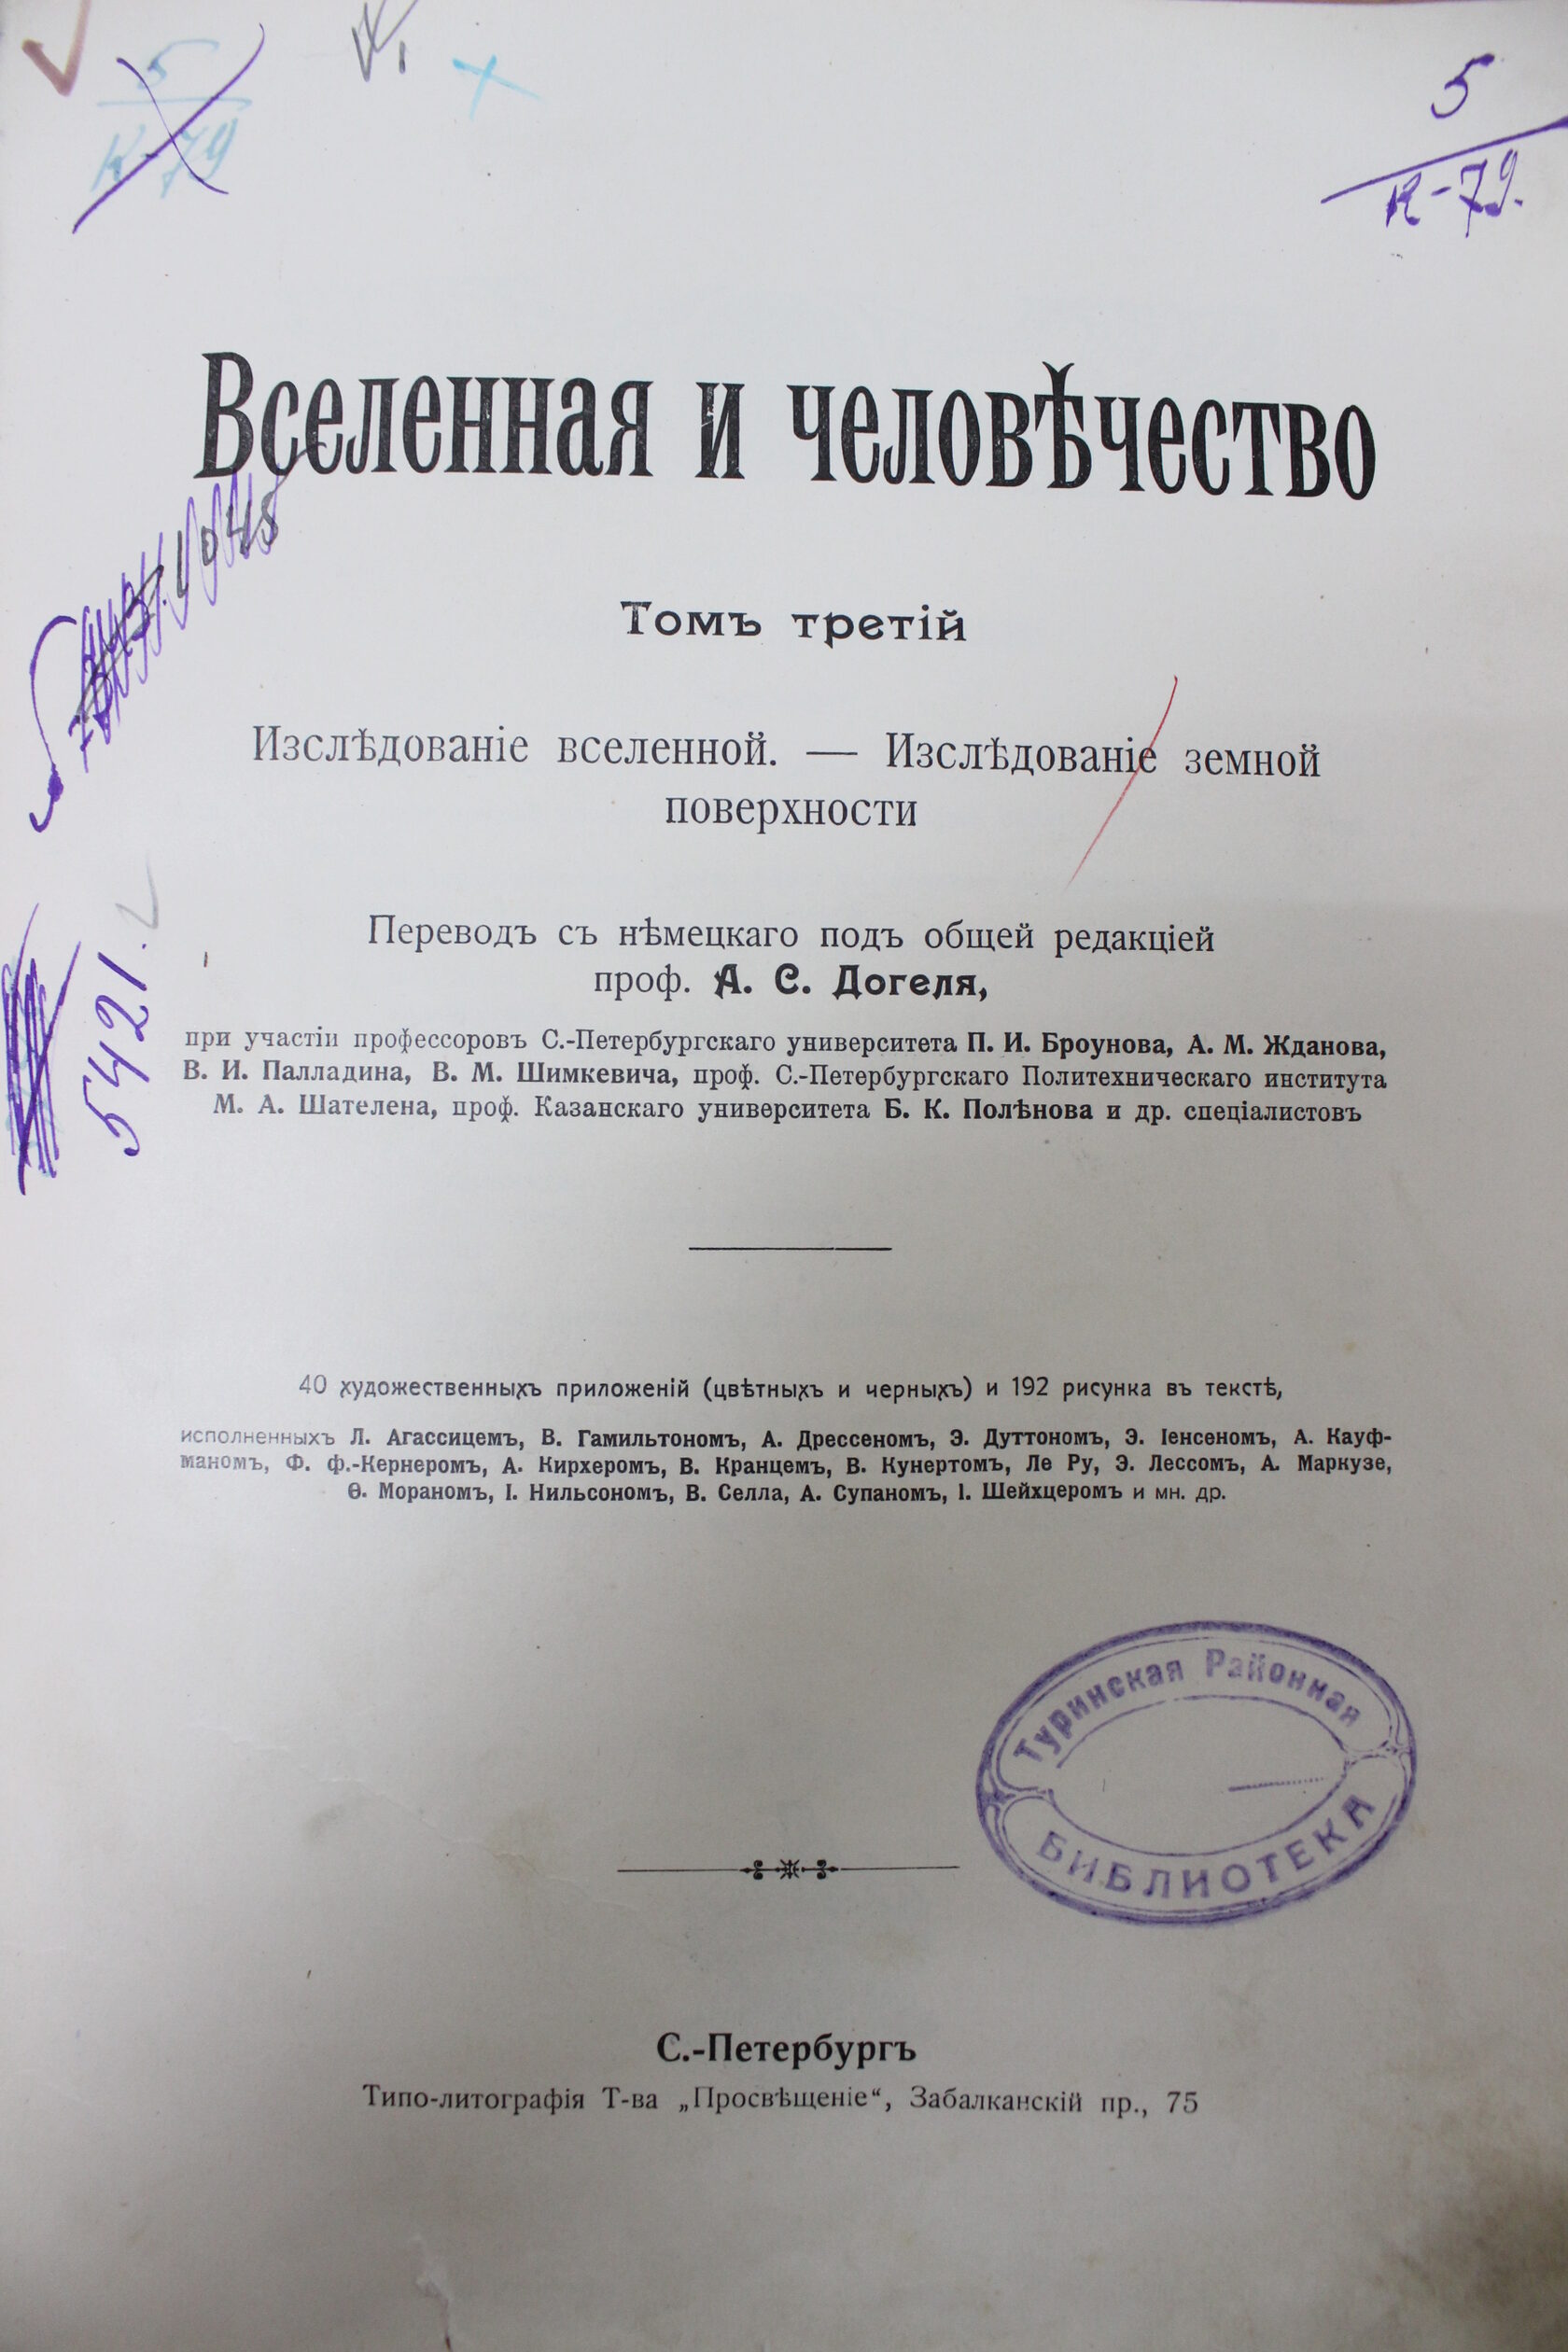 5
К-79
5
К-79.
Вселенная и человѣчество
Томъ третій
Изслѣдованіе вселенной. — Изслѣдованіе земной
поверхности
Переводъ съ нѣмецкаго подъ общей редакціей
проф. А. С. Догеля,
при участіи профессоровъ С.-Петербургскаго университета П. И. Броунова, А. М. Жданова,
В. И. Палладина, В. М. Шимкевича, проф. С.-Петербургскаго Политехническаго института
М. А. Шателена, проф. Казанскаго университета Б. К. Полѣнова и др. спеціалистовъ
5421.
40 художественныхъ приложеній (цвѣтныхъ и черныхъ) и 192 рисунка въ текстѣ,
исполненныхъ Л. Агассицемъ, В. Гамильтономъ, А. Дрессеномъ, Э. Дуттономъ, Э. Іенсеномъ, А. Кауф-
маномъ, Ф. ф.-Кернеромъ, А. Кирхеромъ, В. Кранцемъ, В. Кунертомъ, Ле Ру, Э. Лессомъ, А. Маркузе,
Ѳ. Мораномъ, І. Нильсономъ, В. Селла, А. Супаномъ, І. Шейхцеромъ и мн. др.
Туринская Районная
БИБЛИОТЕКА
С.-Петербургъ
Типо-литографія Т-ва „Просвѣщеніе“, Забалканскій пр., 75